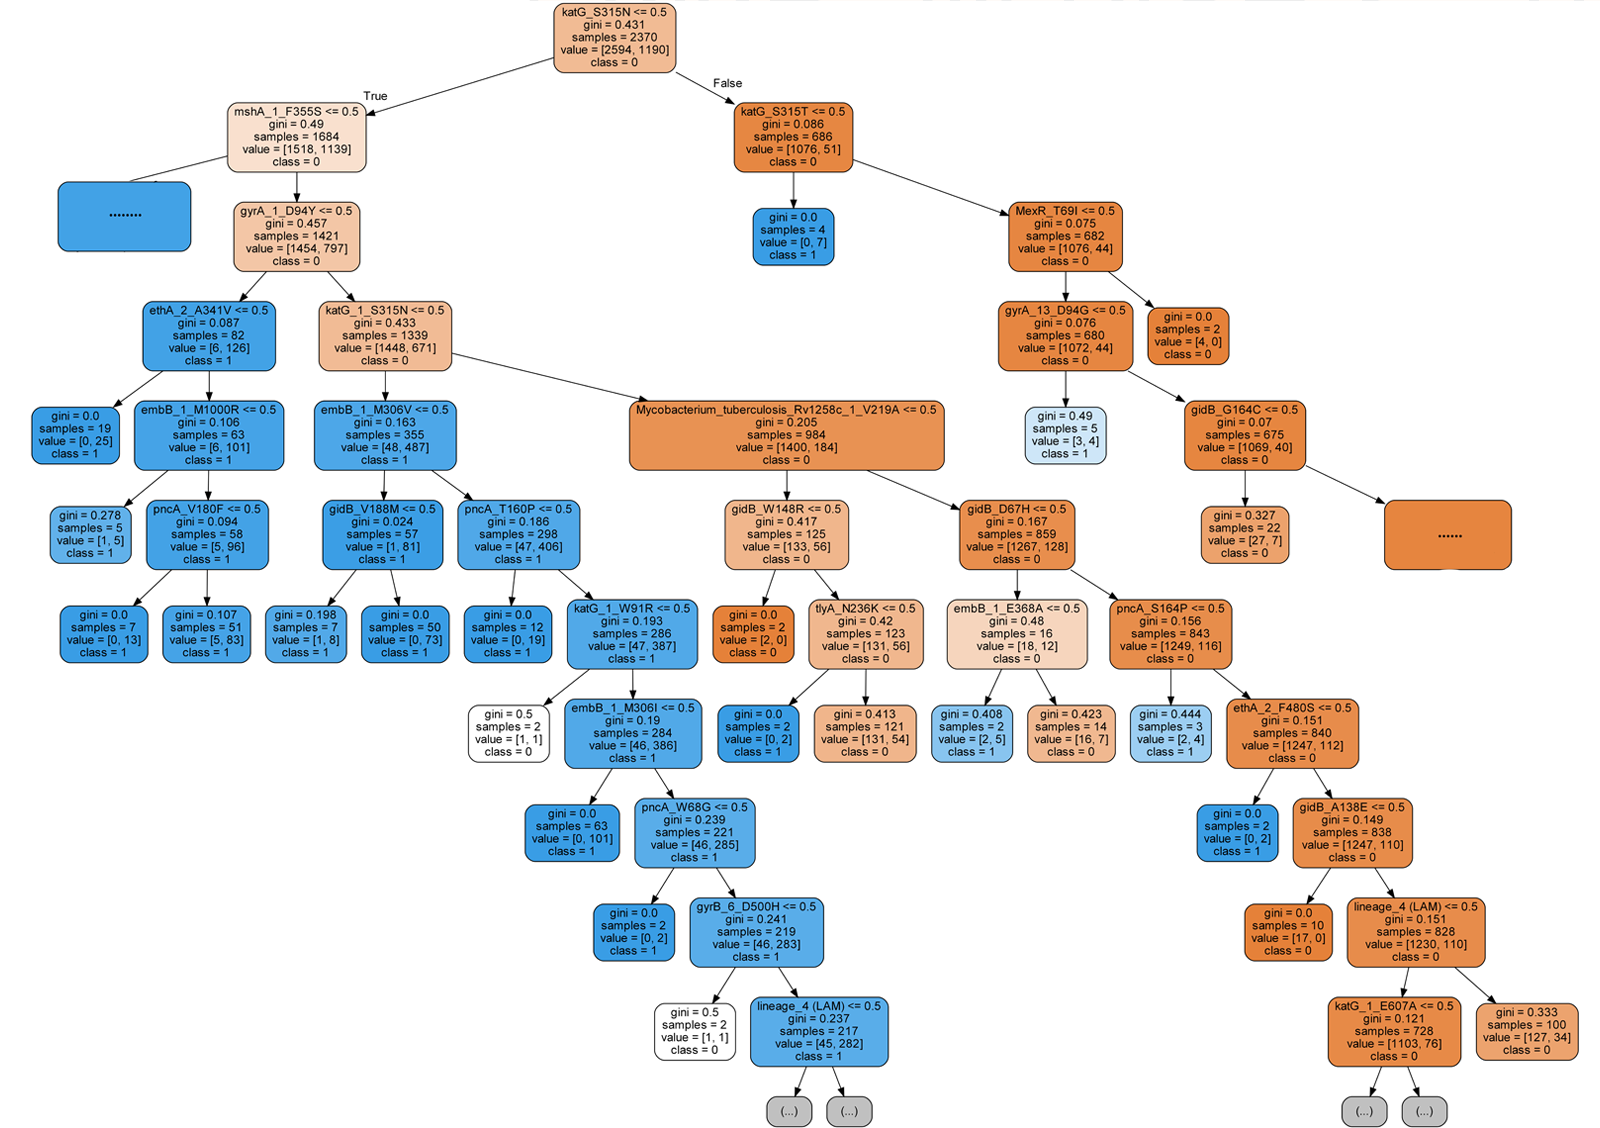 katG_S315N <= 0.5
gini = 0.431
samples = 2370
value = [2594, 1190]
class = 0
True
False
mshA_1_F355S <= 0.5
gini = 0.49
samples = 1684
value = [1518, 1139]
class = 0
katG_S315T <= 0.5
gini = 0.086
samples = 686
value = [1076, 51]
class = 0
........
gyrA_1_D94Y <= 0.5
gini = 0.457
samples = 1421
value = [1454, 797]
class = 0
gini = 0.0
samples = 4
value = [0, 7]
class = 1
MexR_T69I <= 0.5
gini = 0.075
samples = 682
value = [1076, 44]
class = 0
ethA_2_A341V <= 0.5
gini = 0.087
samples = 82
value = [6, 126]
class = 1
katG_1_S315N <= 0.5
gini = 0.433
samples = 1339
value = [1448, 671]
class = 0
gyrA_13_D94G <= 0.5
gini = 0.076
samples = 680
value = [1072, 44]
class = 0
gini = 0.0
samples = 2
value = [4, 0]
class = 0
gini = 0.0
samples = 19
value = [0, 25]
class = 1
embB_1_M1000R <= 0.5
gini = 0.106
samples = 63
value = [6, 101]
class = 1
embB_1_M306V <= 0.5
gini = 0.163
samples = 355
value = [48, 487]
class = 1
Mycobacterium_tuberculosis_Rv1258c_1_V219A <= 0.5
gini = 0.205
samples = 984
value = [1400, 184]
class = 0
gini = 0.49
samples = 5
value = [3, 4]
class = 1
gidB_G164C <= 0.5
gini = 0.07
samples = 675
value = [1069, 40]
class = 0
gini = 0.278
samples = 5
value = [1, 5]
class = 1
pncA_V180F <= 0.5
gini = 0.094
samples = 58
value = [5, 96]
class = 1
gidB_V188M <= 0.5
gini = 0.024
samples = 57
value = [1, 81]
class = 1
pncA_T160P <= 0.5
gini = 0.186
samples = 298
value = [47, 406]
class = 1
gidB_W148R <= 0.5
gini = 0.417
samples = 125
value = [133, 56]
class = 0
gidB_D67H <= 0.5
gini = 0.167
samples = 859
value = [1267, 128]
class = 0
gini = 0.327
samples = 22
value = [27, 7]
class = 0
......
gini = 0.0
samples = 7
value = [0, 13]
class = 1
gini = 0.107
samples = 51
value = [5, 83]
class = 1
gini = 0.198
samples = 7
value = [1, 8]
class = 1
gini = 0.0
samples = 50
value = [0, 73]
class = 1
gini = 0.0
samples = 12
value = [0, 19]
class = 1
katG_1_W91R <= 0.5
gini = 0.193
samples = 286
value = [47, 387]
class = 1
gini = 0.0
samples = 2
value = [2, 0]
class = 0
tlyA_N236K <= 0.5
gini = 0.42
samples = 123
value = [131, 56]
class = 0
embB_1_E368A <= 0.5
gini = 0.48
samples = 16
value = [18, 12]
class = 0
pncA_S164P <= 0.5
gini = 0.156
samples = 843
value = [1249, 116]
class = 0
gini = 0.5
samples = 2
value = [1, 1]
class = 0
embB_1_M306I <= 0.5
gini = 0.19
samples = 284
value = [46, 386]
class = 1
gini = 0.0
samples = 2
value = [0, 2]
class = 1
gini = 0.413
samples = 121
value = [131, 54]
class = 0
gini = 0.408
samples = 2
value = [2, 5]
class = 1
gini = 0.423
samples = 14
value = [16, 7]
class = 0
gini = 0.444
samples = 3
value = [2, 4]
class = 1
ethA_2_F480S <= 0.5
gini = 0.151
samples = 840
value = [1247, 112]
class = 0
gini = 0.0
samples = 63
value = [0, 101]
class = 1
pncA_W68G <= 0.5
gini = 0.239
samples = 221
value = [46, 285]
class = 1
gini = 0.0
samples = 2
value = [0, 2]
class = 1
gidB_A138E <= 0.5
gini = 0.149
samples = 838
value = [1247, 110]
class = 0
gini = 0.0
samples = 2
value = [0, 2]
class = 1
gyrB_6_D500H <= 0.5
gini = 0.241
samples = 219
value = [46, 283]
class = 1
gini = 0.0
samples = 10
value = [17, 0]
class = 0
lineage_4 (LAM) <= 0.5
gini = 0.151
samples = 828
value = [1230, 110]
class = 0
gini = 0.5
samples = 2
value = [1, 1]
class = 0
lineage_4 (LAM) <= 0.5
gini = 0.237
samples = 217
value = [45, 282]
class = 1
katG_1_E607A <= 0.5
gini = 0.121
samples = 728
value = [1103, 76]
class = 0
gini = 0.333
samples = 100
value = [127, 34]
class = 0
(...)
(...)
(...)
(...)